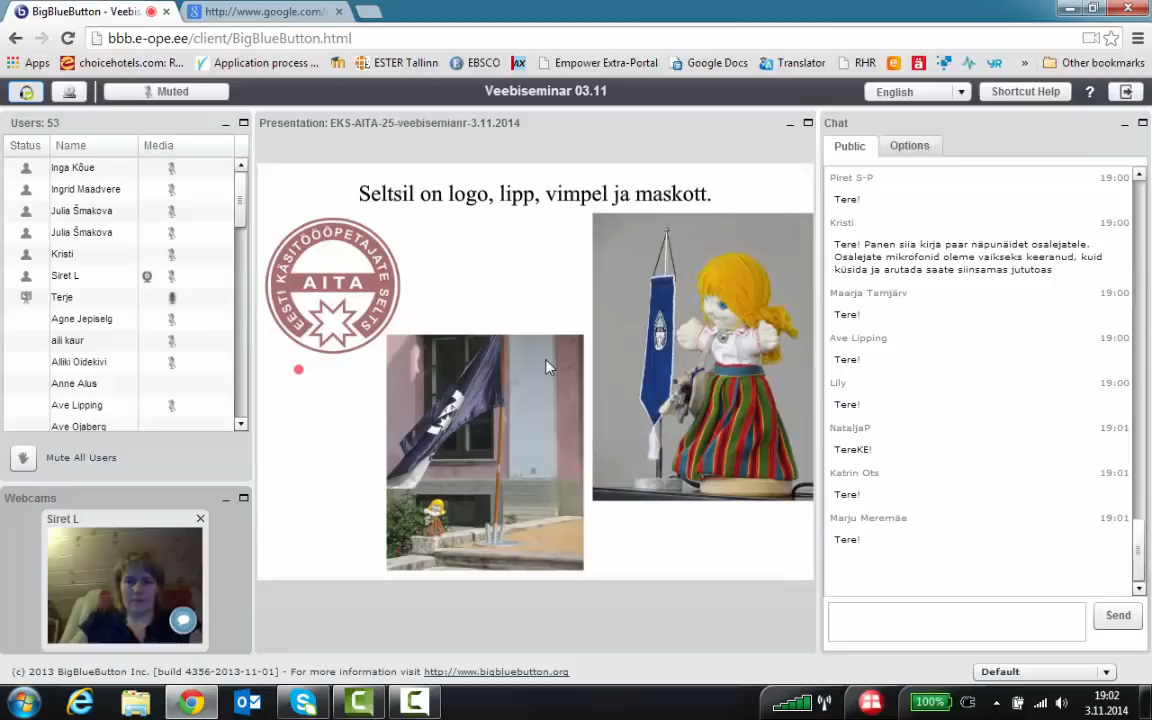 BigBlueButton - Veebis
http://www.google.com/
bbb.e-ope.ee/client/BigBlueButton.html
Apps
choicehotels.com: R...
Application process ...
ESTER Tallinn
EBSCO
Empower Extra-Portal
Google Docs
Translator
RHR
Other bookmarks
Muted
Veebiseminar 03.11
English
Shortcut Help
?
Users: 53
Status
Name
Media
Inga Kõue
Ingrid Maadvere
Julia Šmakova
Julia Šmakova
Kristi
Siret L
Terje
Agne Jepiselg
aili kaur
Alliki Oidekivi
Anne Alus
Ave Lipping
Ave Ojaberg
Mute All Users
Webcams
Siret L
Presentation: EKS-AITA-25-veebisemianr-3.11.2014
Seltsil on logo, lipp, vimpel ja maskott.
EESTI KÄSITÖÖÕPETAJATE SELTS
AITA
AITA
Chat
Public
Options
Piret S-P 19:00
Tere!
Kristi 19:00
Tere! Panen siia kirja paar näpunäidet osalejatele.
Osalejate mikrofonid oleme vaikseks keeranud, kuid
küsida ja arutada saate siinsamas jututoas
Maarja Tamjärv 19:00
Tere!
Ave Lipping 19:00
Tere!
Lily 19:00
Tere!
NataljaP 19:01
TereKE!
Katrin Ots 19:01
Tere!
Marju Meremäe 19:01
Tere!
Send
(c) 2013 BigBlueButton Inc. [build 4356-2013-11-01] - For more information visit http://www.bigbluebutton.org
Default
100%
19:02
3.11.2014